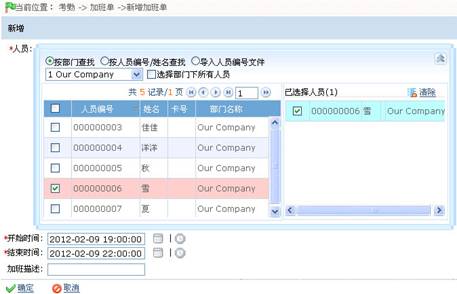 当前位置: 考勤 -> 加班单 ->新增加班单
新增
*人员:
按部门查找 按人员编号/姓名查找 导入人员编号文件
1 Our Company 选择部门下所有人员
共 5 记录/1 页 1
已选择人员(1) 清除
人员编号 姓名 卡号 部门名称
000000003 佳佳 Our Company
000000004 洋洋 Our Company
000000005 秋 Our Company
000000006 雪 Our Company
000000007 夏 Our Company
000000006 雪 Our Company
*开始时间: 2012-02-09 19:00:00
*结束时间: 2012-02-09 22:00:00
加班描述:
确定 取消